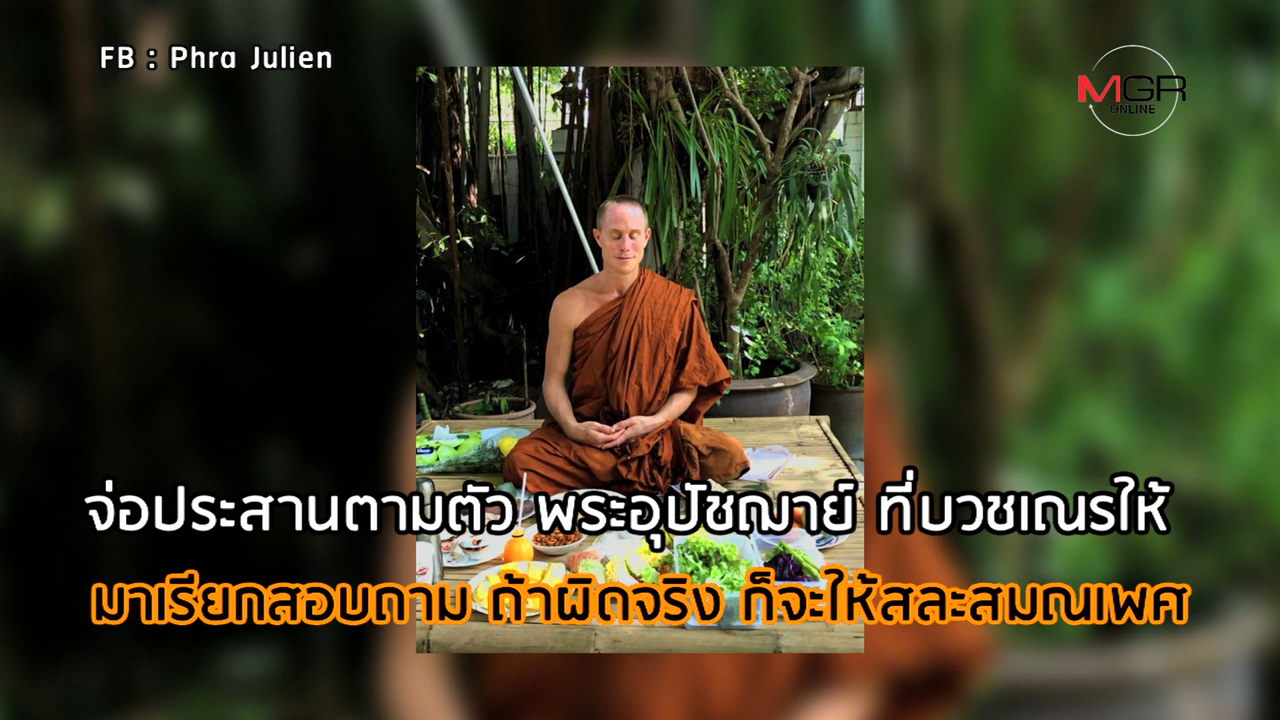 FB : Phra Julien
MGR
ONLINE
จ่อประสานตามตัว พระอุปัชฌาย์ ที่บวชเณรให้
มาเรียกสอบถาม ถ้าผิดจริง ก็จะให้สละสมณเพศ